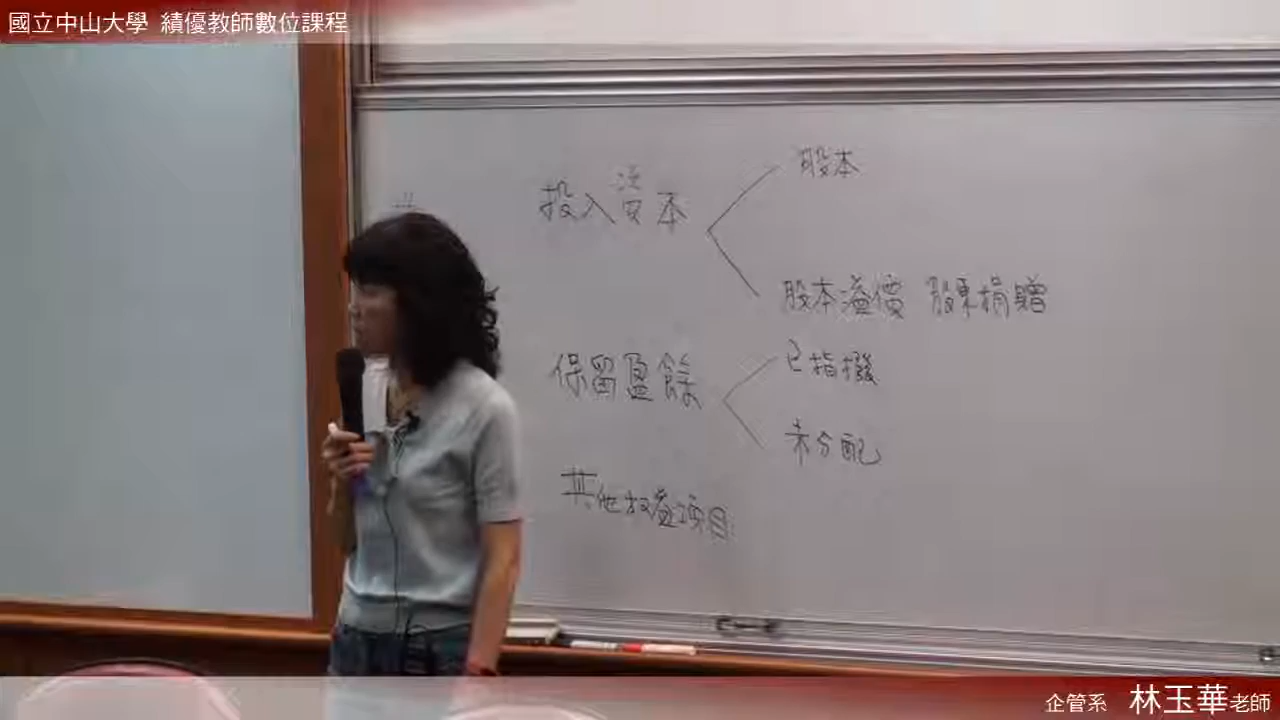 國立中山大學 績優教師數位課程
投入資本
股本
股本溢價 股東捐贈
保留盈餘
已指撥
未分配
其他权益項目
企管系 林玉華老師